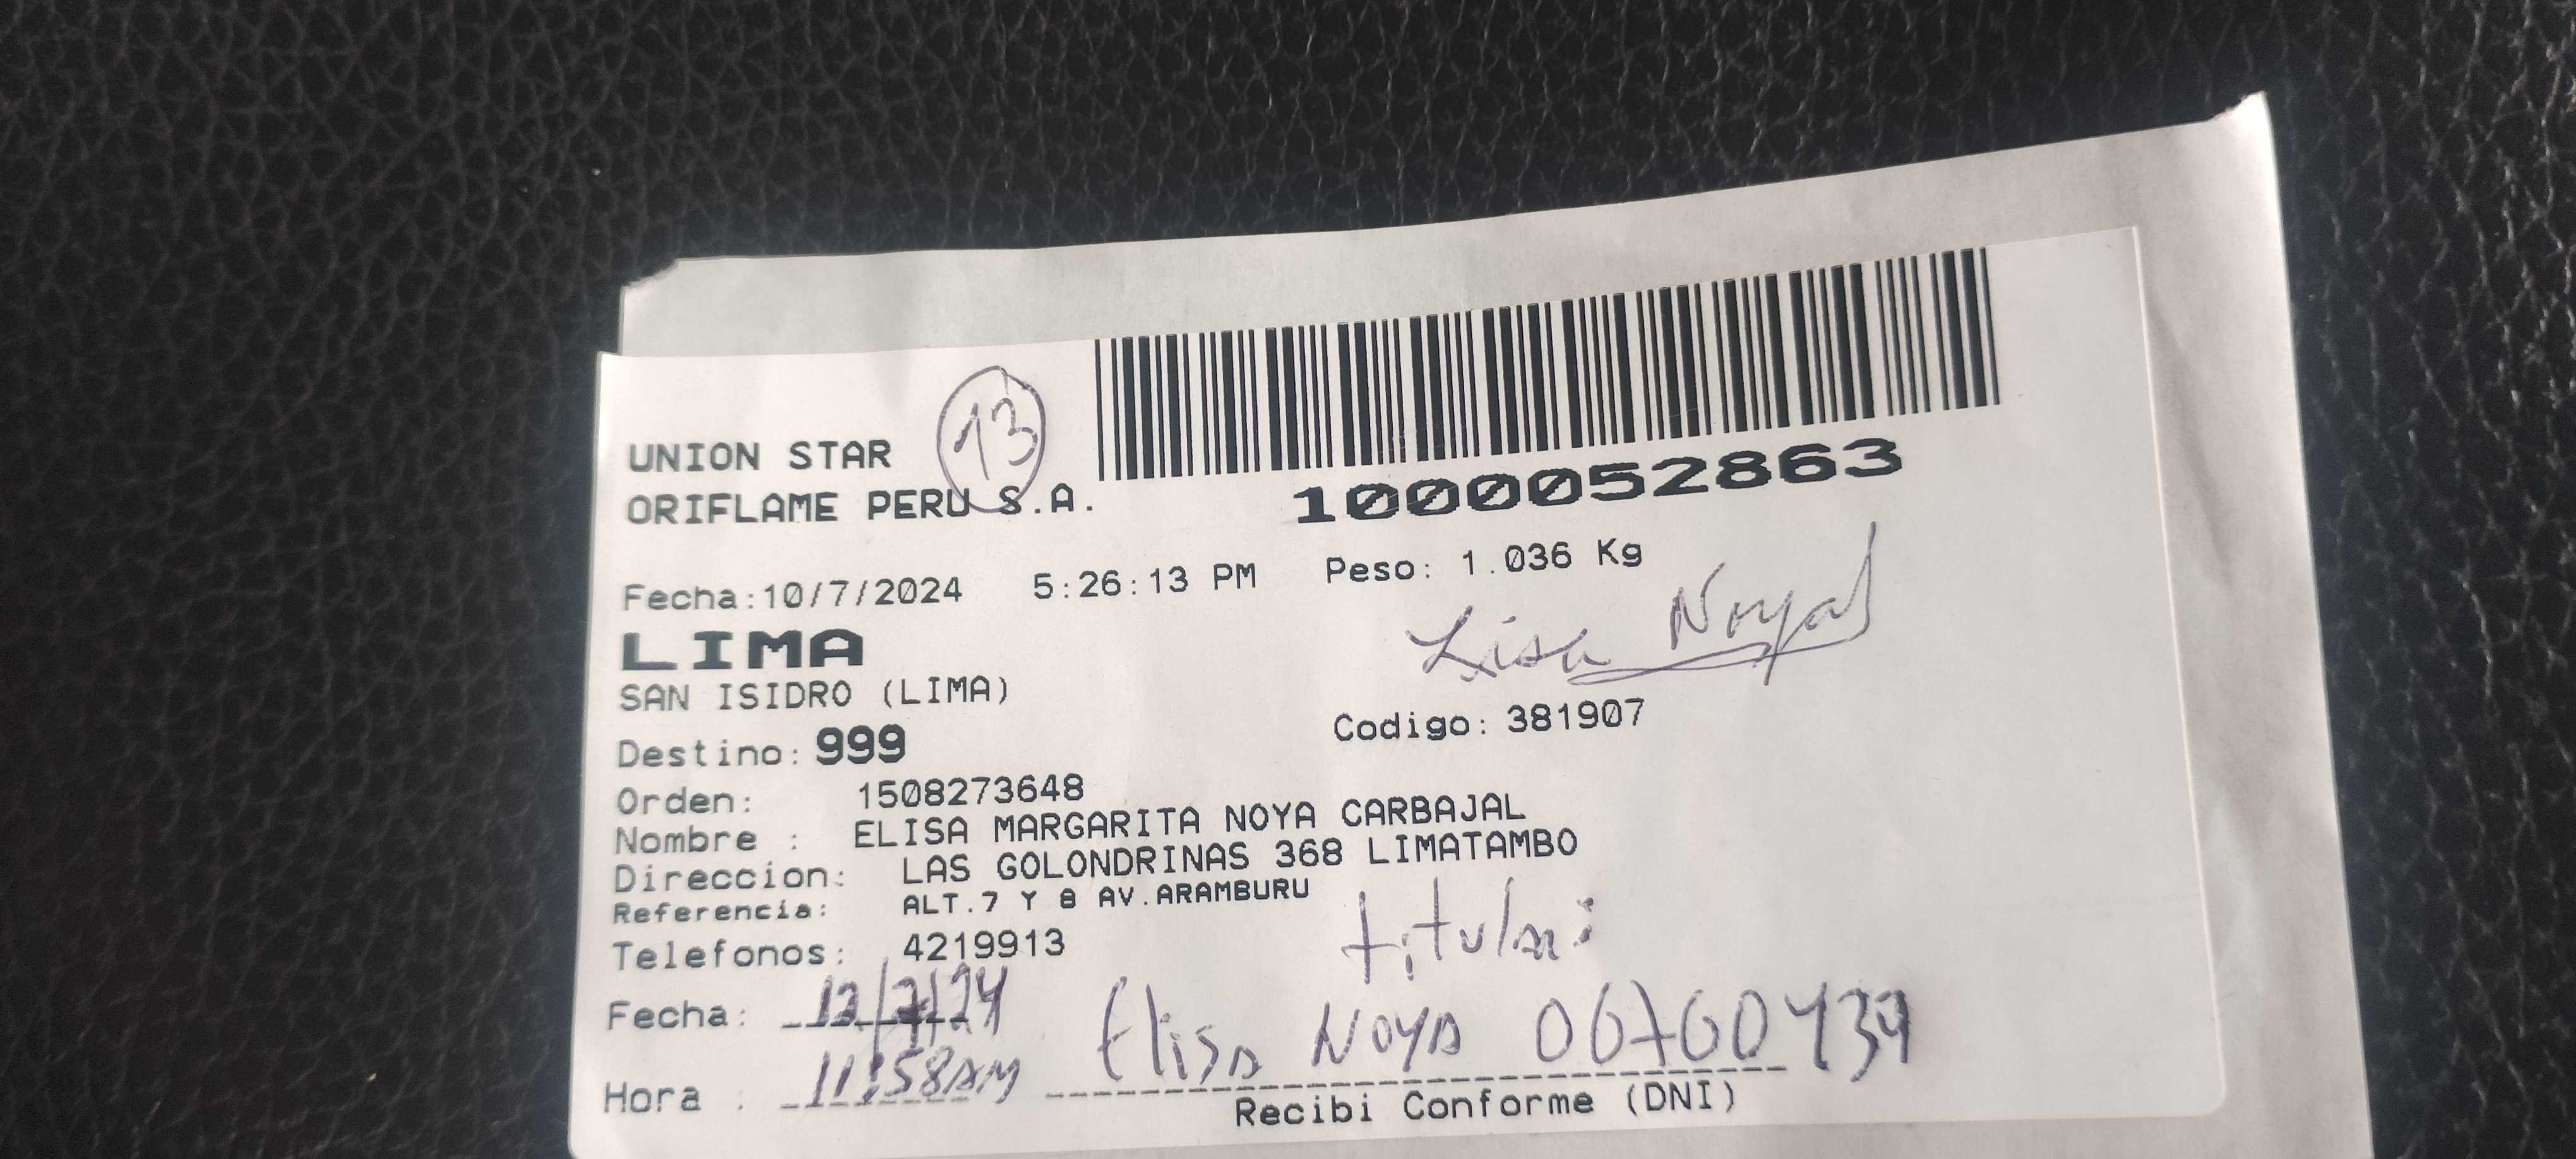 13
UNION STAR
ORIFLAME PERU S.A.
1000052863
Fecha:10/7/2024 5:26:13 PM Peso: 1.036 Kg
LIMA
Lisa Noya
SAN ISIDRO (LIMA)
Codigo: 381907
Destino: 999
Orden: 1508273648
Nombre : ELISA MARGARITA NOYA CARBAJAL
Direccion: LAS GOLONDRINAS 368 LIMATAMBO
Referencia: ALT.7 Y 8 AV.ARAMBURU
Telefonos: 4219913
titular:
Fecha: 12/7/24
Elisa Noya 06760439
Hora : 11:58AM
Recibi Conforme (DNI)